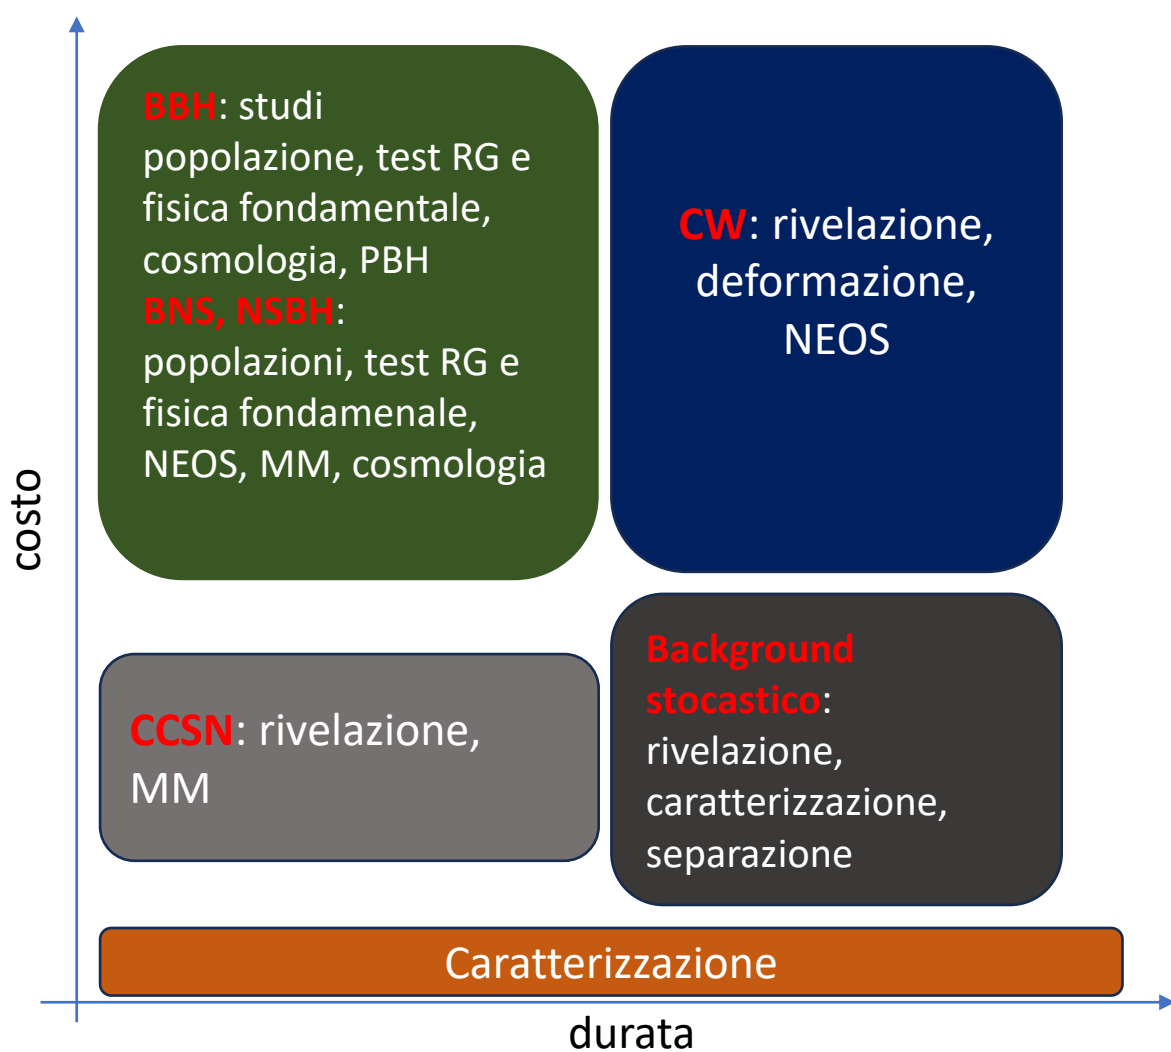 BBH: studi
popolazione, test RG e
fisica fondamentale,
cosmologia, PBH
BNS, NSBH:
popolazioni, test RG e
fisica fondamenale,
NEOS, MM, cosmologia
CW: rivelazione,
deformazione,
NEOS
costo
CCSN: rivelazione,
MM
Background
stocastico:
rivelazione,
caratterizzazione,
separazione
Caratterizzazione
durata